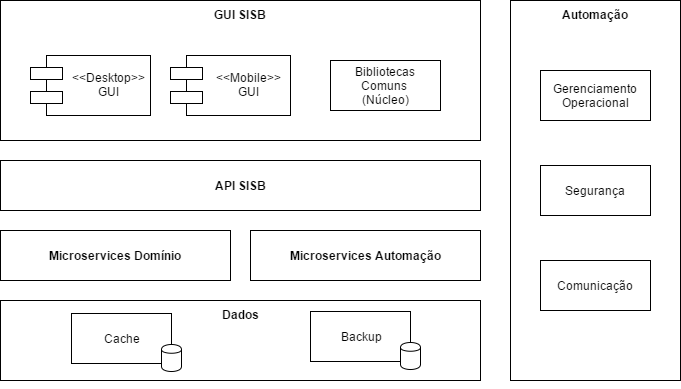 GUI SISB
<<Desktop>>
GUI
<<Mobile>>
GUI
Bibliotecas
Comuns
(Núcleo)
API SISB
Microservices Domínio
Microservices Automação
Dados
Cache
Backup
Automação
Gerenciamento
Operacional
Segurança
Comunicação